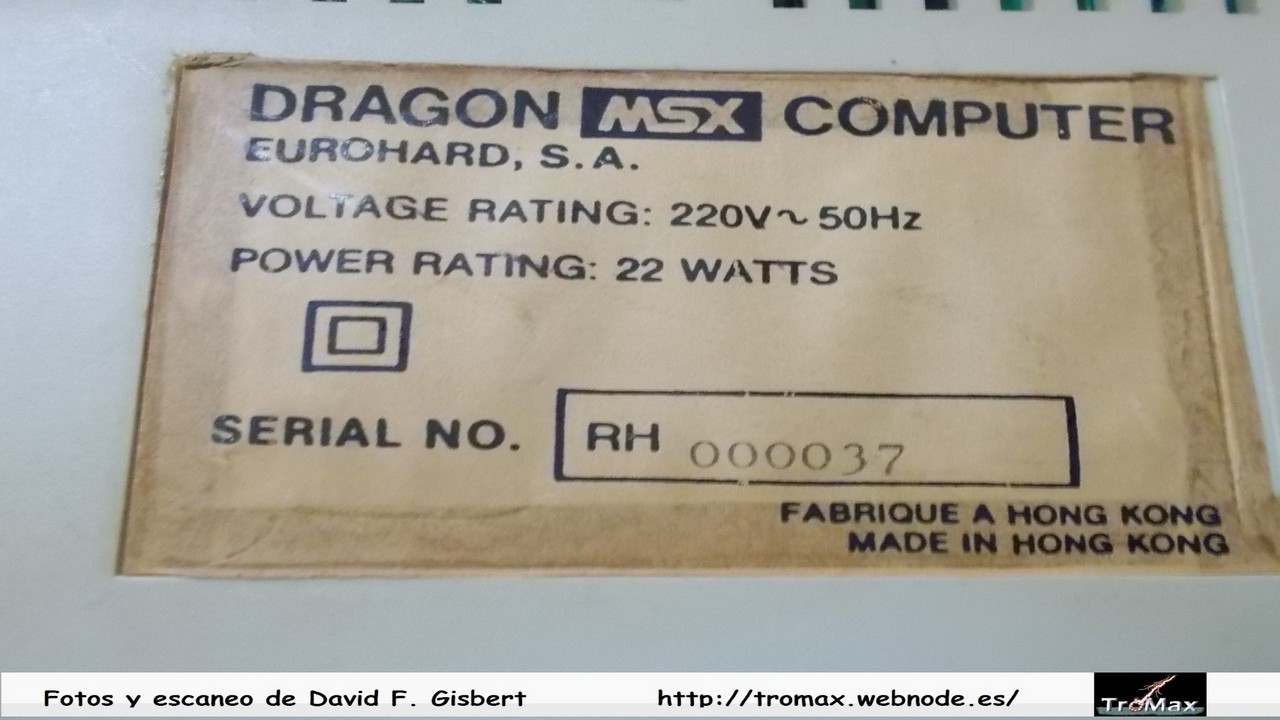 DRAGON MSX COMPUTER
EUROHARD, S.A.
VOLTAGE RATING: 220V~ 50Hz
POWER RATING: 22 WATTS
SERIAL NO. RH 000037
FABRIQUE A HONG KONG
MADE IN HONG KONG
Fotos y escaneo de David F. Gisbert http://tromax.webnode.es/ TroMax